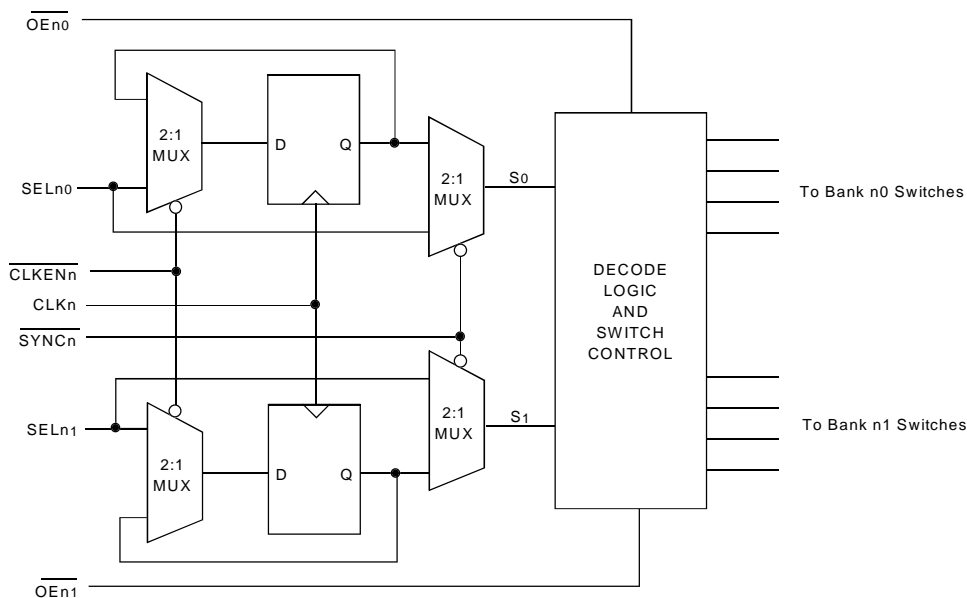 OEn0
2:1
MUX
D
Q
2:1
MUX
S0
SELn0
To Bank n0 Switches
CLKENn
DECODE
LOGIC
AND
SWITCH
CONTROL
CLKn
SYNCn
2:1
MUX
S1
SELn1
To Bank n1 Switches
2:1
MUX
D
Q
OEn1